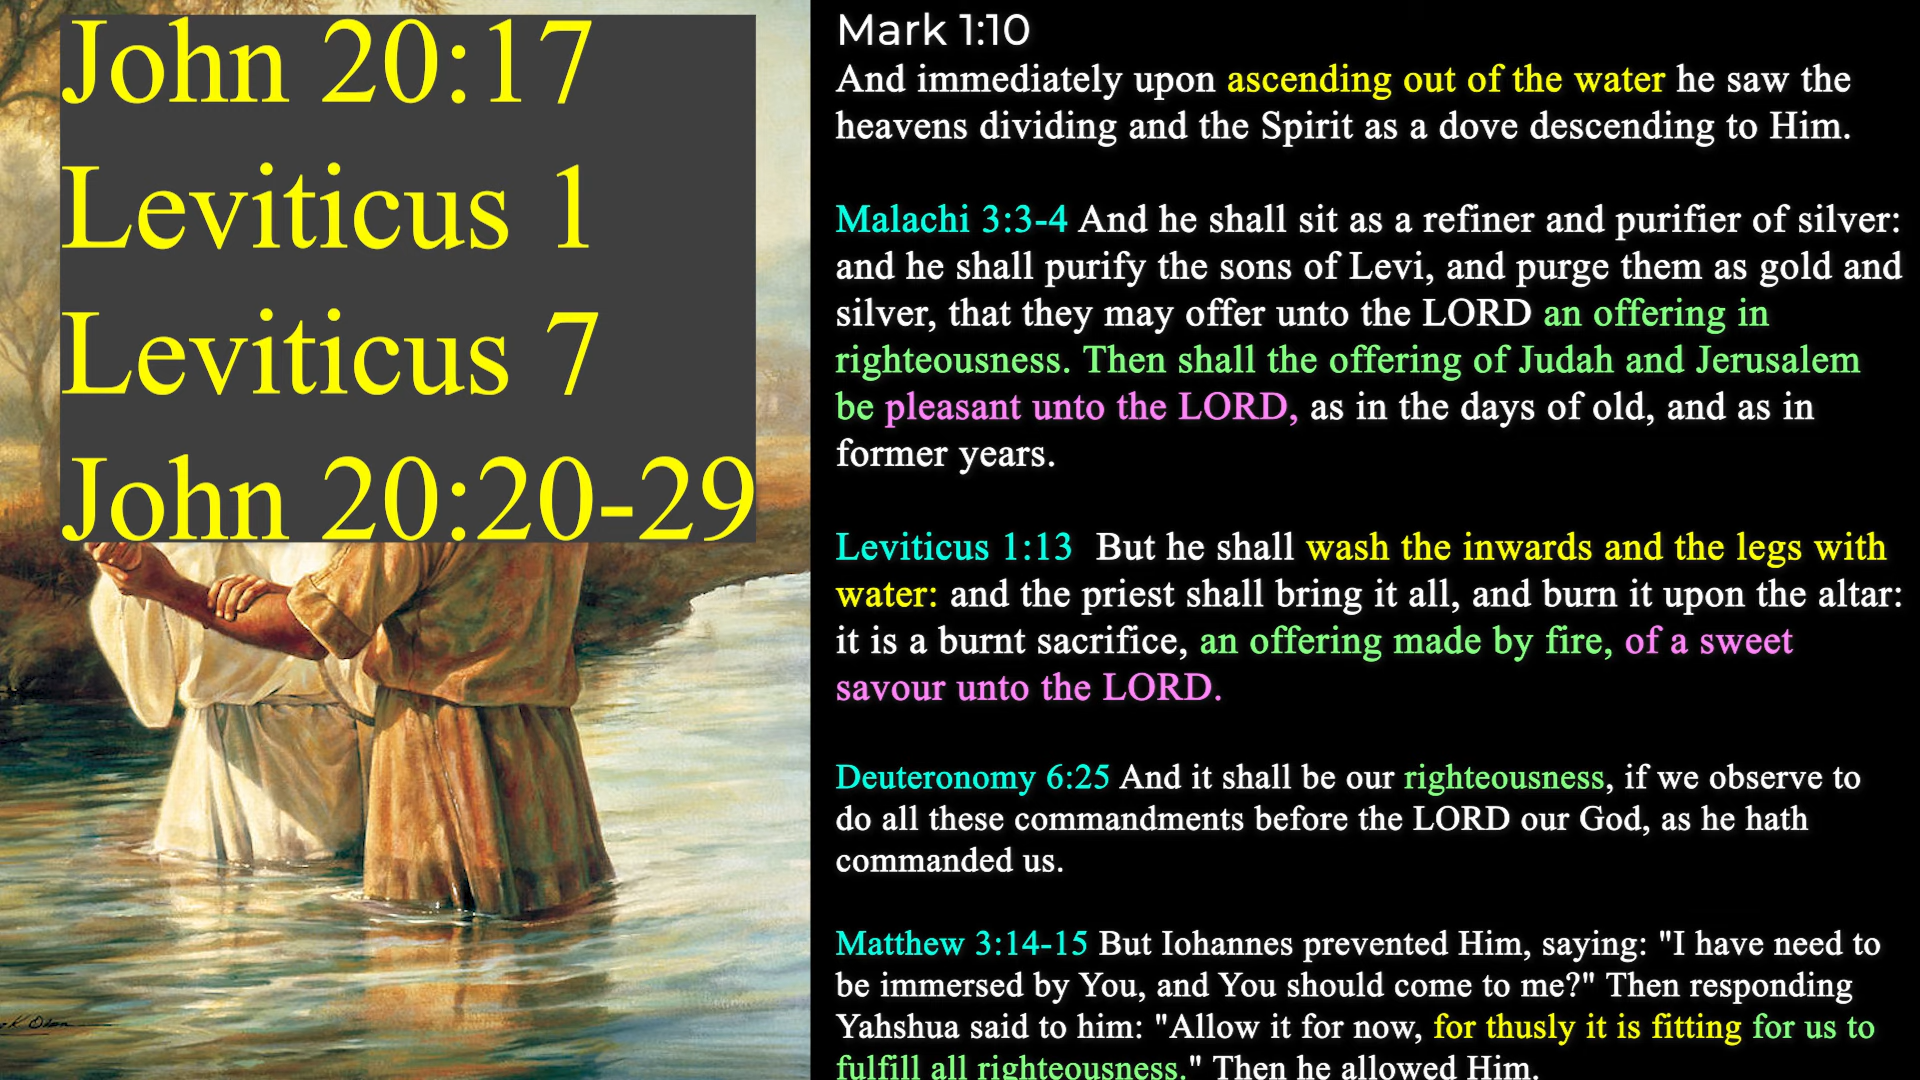 John 20:17
Leviticus 1
Leviticus 7
John 20:20-29
Mark 1:10
And immediately upon ascending out of the water he saw the
heavens dividing and the Spirit as a dove descending to Him.
Malachi 3:3-4 And he shall sit as a refiner and purifier of silver:
and he shall purify the sons of Levi, and purge them as gold and
silver, that they may offer unto the LORD an offering in
righteousness. Then shall the offering of Judah and Jerusalem
be pleasant unto the LORD, as in the days of old, and as in
former years.
Leviticus 1:13 But he shall wash the inwards and the legs with
water: and the priest shall bring it all, and burn it upon the altar:
it is a burnt sacrifice, an offering made by fire, of a sweet
savour unto the LORD.
Deuteronomy 6:25 And it shall be our righteousness, if we observe to
do all these commandments before the LORD our God, as he hath
commanded us.
Matthew 3:14-15 But Iohannes prevented Him, saying: "I have need to
be immersed by You, and You should come to me?" Then responding
Yahshua said to him: "Allow it for now, for thusly it is fitting for us to
fulfill all righteousness." Then he allowed Him.